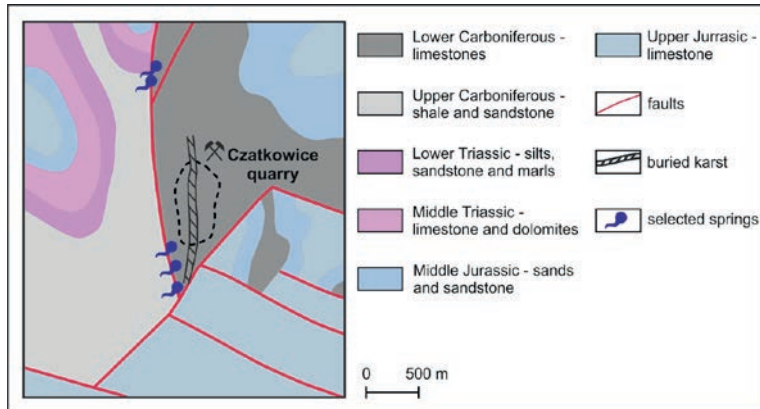 Czatkowice
quarry
Lower Carboniferous -
limestones
Upper Carboniferous -
shale and sandstone
Lower Triassic - silts,
sandstone and marls
Middle Triassic -
limestone and dolomites
Middle Jurassic - sands
and sandstone
Upper Jurrasic -
limestone
faults
buried karst
selected springs
0 500 m